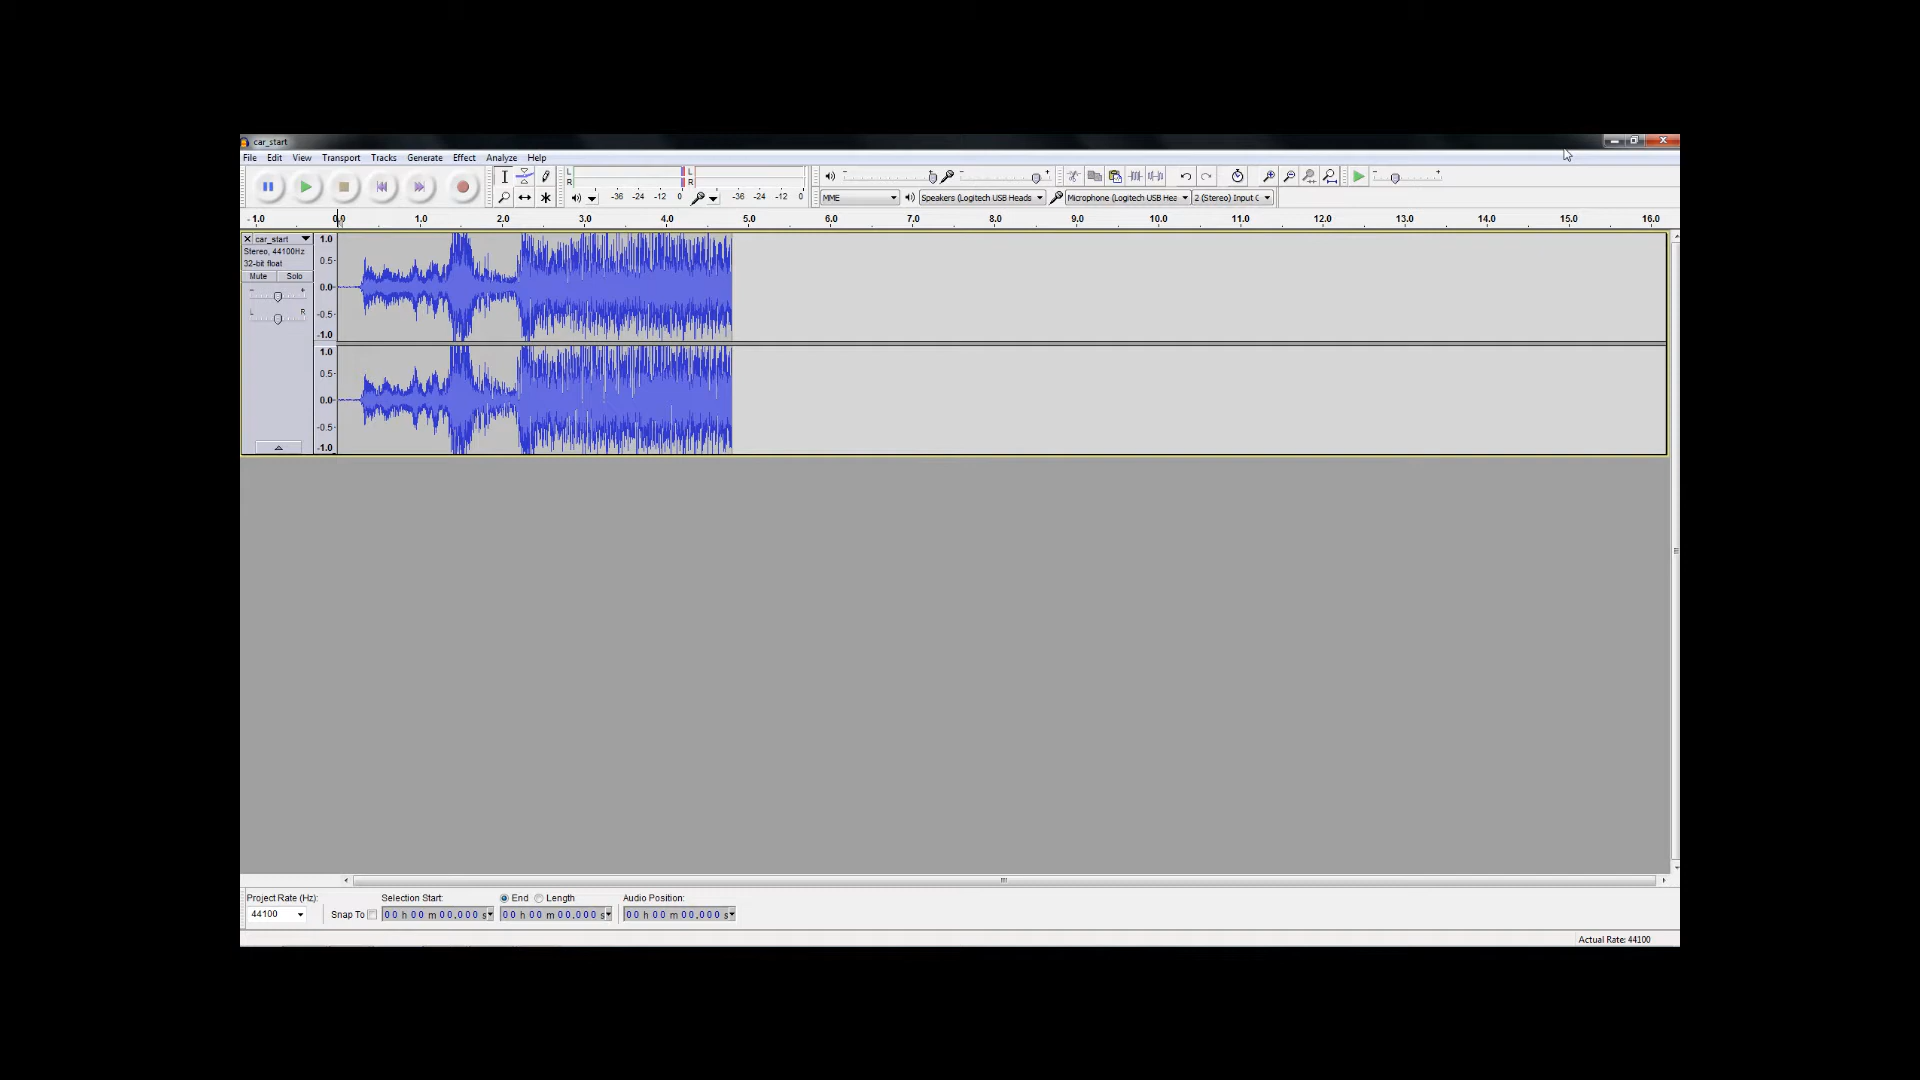 car_start
File Edit View Transport Tracks Generate Effect Analyze Help
L L
R R
-36 -24 -12 0 -36 -24 -12 0
MME Speakers (Logitech USB Heads Microphone (Logitech USB Hea 2 (Stereo) Input C
- 1.0 0.0 1.0 2.0 3.0 4.0 5.0 6.0 7.0 8.0 9.0 10.0 11.0 12.0 13.0 14.0 15.0 16.0
car_start
Stereo, 44100Hz
32-bit float
Mute Solo
- +
L R
1.0
0.5-
0.0-
-0.5-
-1.0
1.0
0.5-
0.0-
-0.5-
-1.0
Project Rate (Hz): Selection Start: End Length Audio Position:
44100 Snap To 00 h 00 m 00.000 s 00 h 00 m 00.000 s 00 h 00 m 00.000 s
Actual Rate: 44100